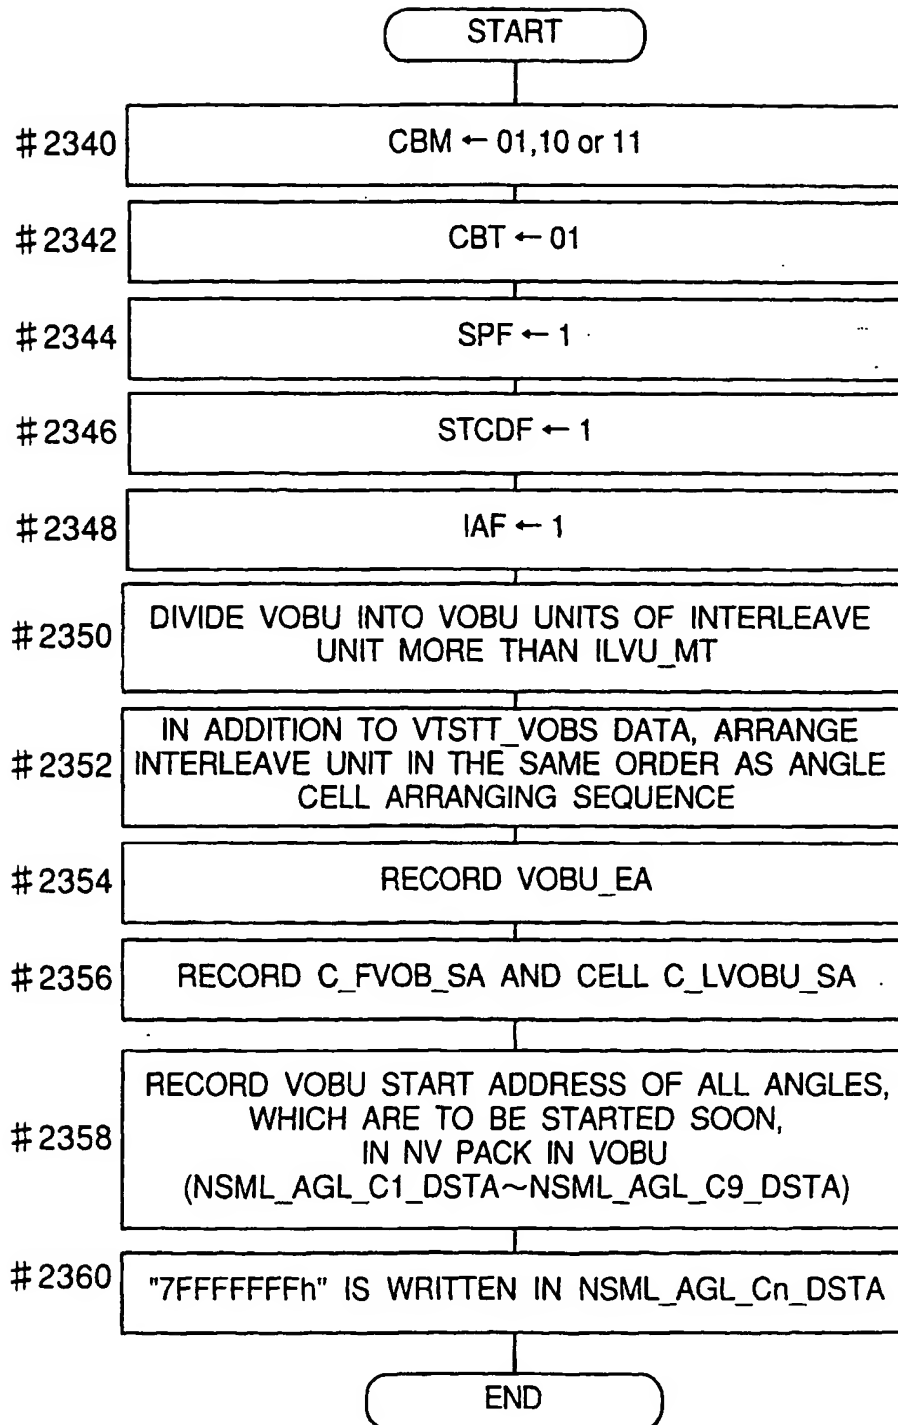 START
#2340 CBM ← 01,10 or 11
#2342 CBT ← 01
#2344 SPF ← 1
#2346 STCDF ← 1
#2348 IAF ← 1
#2350 DIVIDE VOBU INTO VOBU UNITS OF INTERLEAVE
UNIT MORE THAN ILVU_MT
#2352 IN ADDITION TO VTSTT_VOBS DATA, ARRANGE
INTERLEAVE UNIT IN THE SAME ORDER AS ANGLE
CELL ARRANGING SEQUENCE
#2354 RECORD VOBU_EA
#2356 RECORD C_FVOB_SA AND CELL C_LVOBU_SA
#2358 RECORD VOBU START ADDRESS OF ALL ANGLES,
WHICH ARE TO BE STARTED SOON,
IN NV PACK IN VOBU
(NSML_AGL_C1_DSTA~NSML_AGL_C9_DSTA)
#2360 "7FFFFFFFh" IS WRITTEN IN NSML_AGL_Cn_DSTA
END